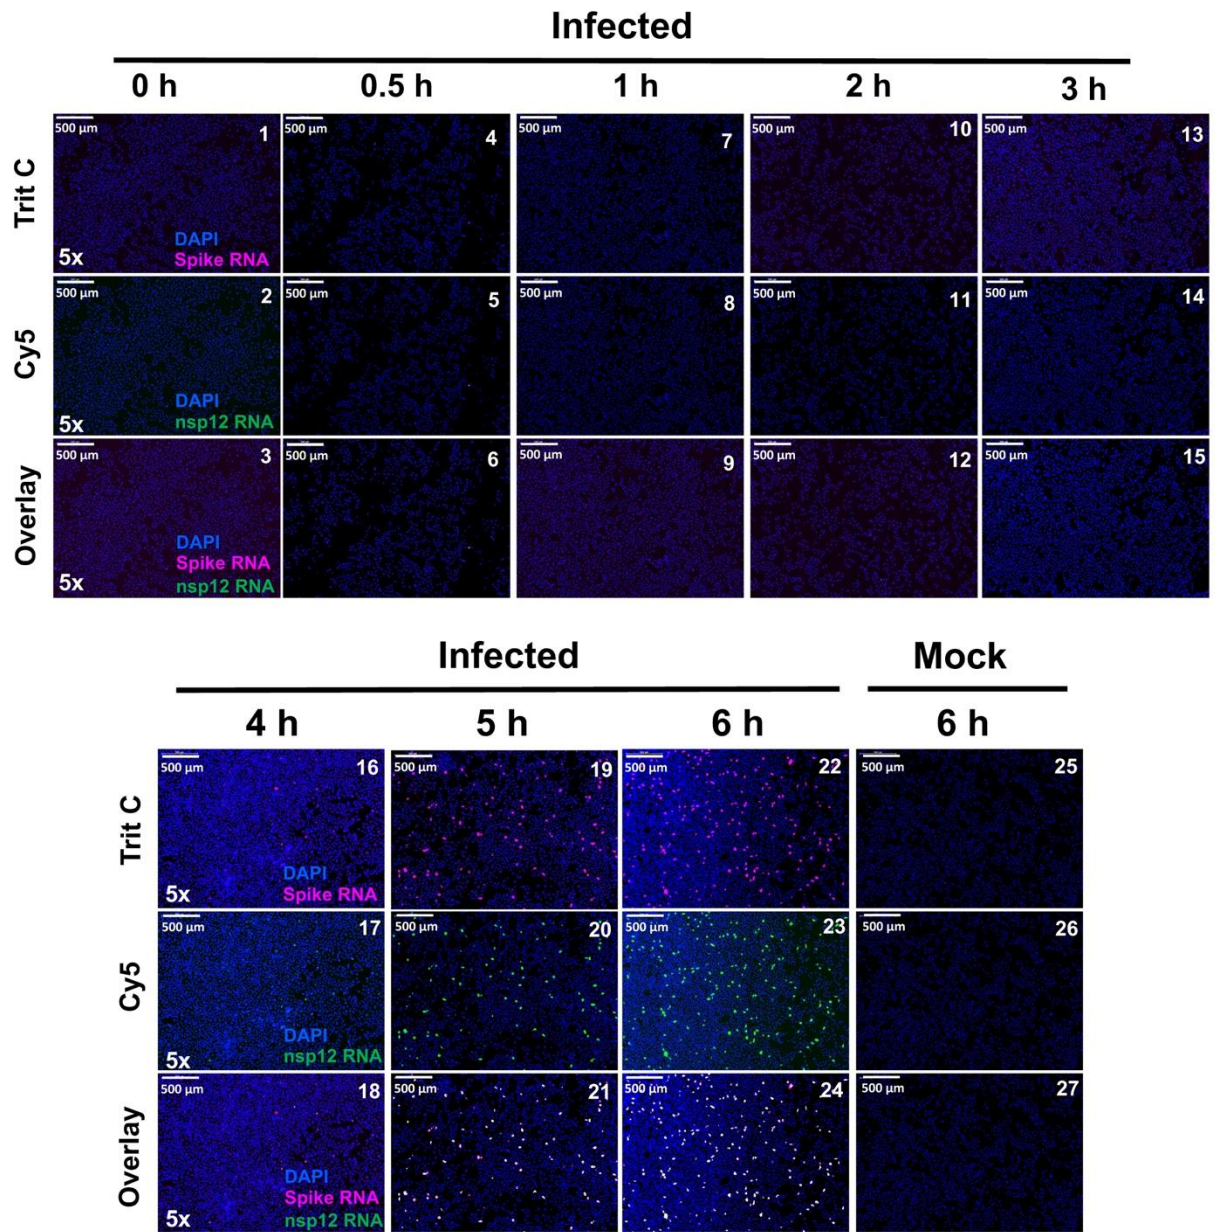 Infected
0 h 0.5 h 1 h 2 h 3 h
Trit C
500 µm 1 500 µm 4 500 µm 7 500 µm 10 500 µm 13
DAPI
Spike RNA
5x
Cy5
500 µm 2 500 µm 5 500 µm 8 500 µm 11 500 µm 14
DAPI
nsp12 RNA
5x
Overlay
500 µm 3 500 µm 6 500 µm 9 500 µm 12 500 µm 15
DAPI
Spike RNA
nsp12 RNA
5x
Infected Mock
4 h 5 h 6 h 6 h
Trit C
500 µm 16 500 µm 19 500 µm 22 500 µm 25
DAPI
Spike RNA
5x
Cy5
500 µm 17 500 µm 20 500 µm 23 500 µm 26
DAPI
nsp12 RNA
5x
Overlay
500 µm 18 500 µm 21 500 µm 24 500 µm 27
DAPI
Spike RNA
nsp12 RNA
5x